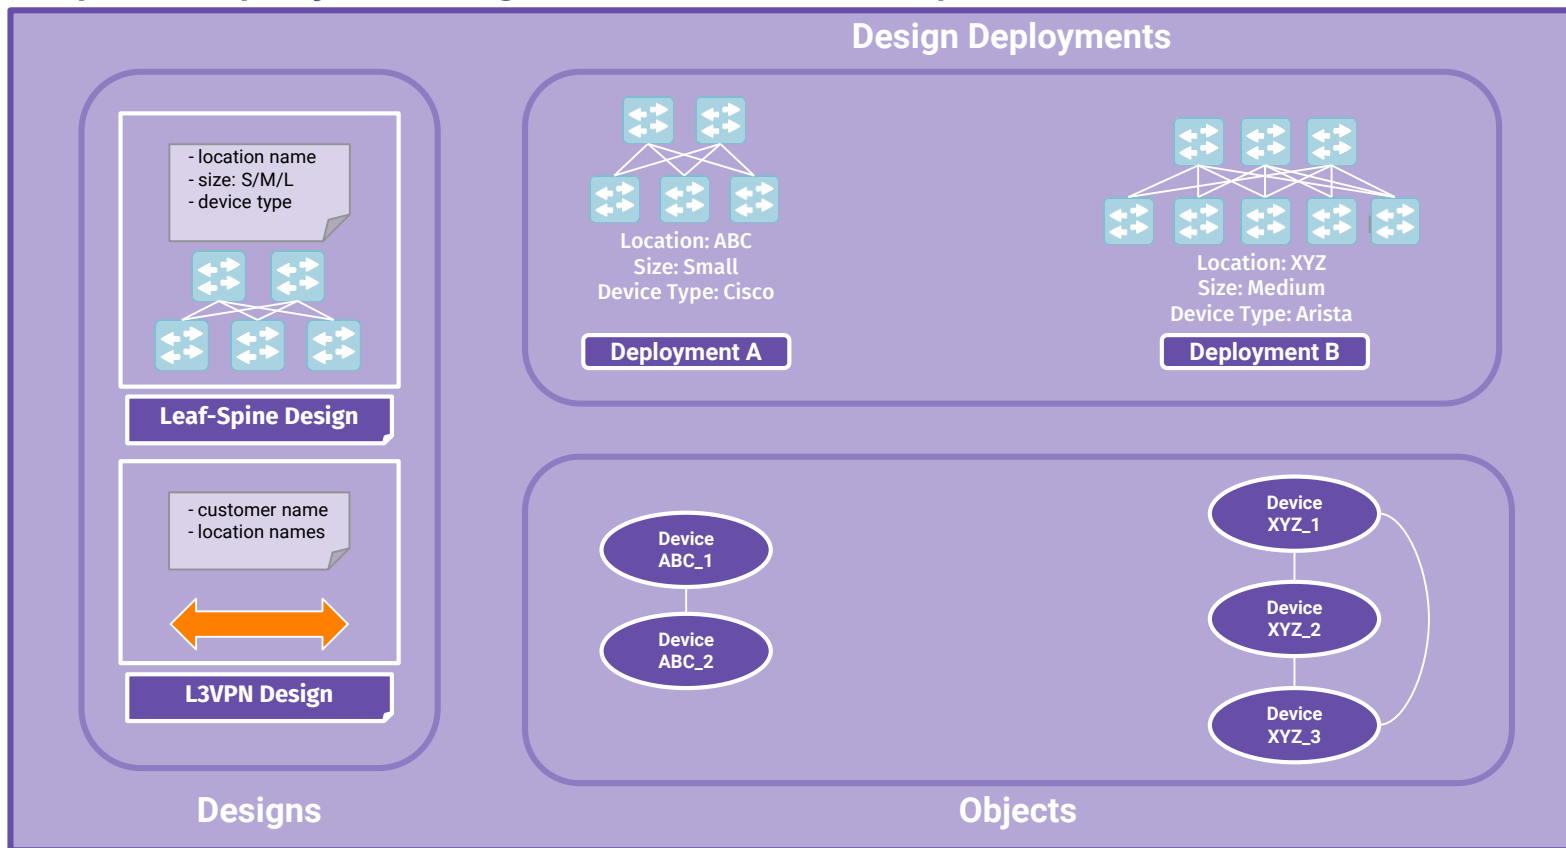 Design Deployments
- location name
- size: S/M/L
- device type
Leaf-Spine Design
- customer name
- location names
L3VPN Design
Designs
Location: ABC
Size: Small
Device Type: Cisco
Deployment A
Location: XYZ
Size: Medium
Device Type: Arista
Deployment B
Device
ABC_1
Device
ABC_2
Device
XYZ_1
Device
XYZ_2
Device
XYZ_3
Objects